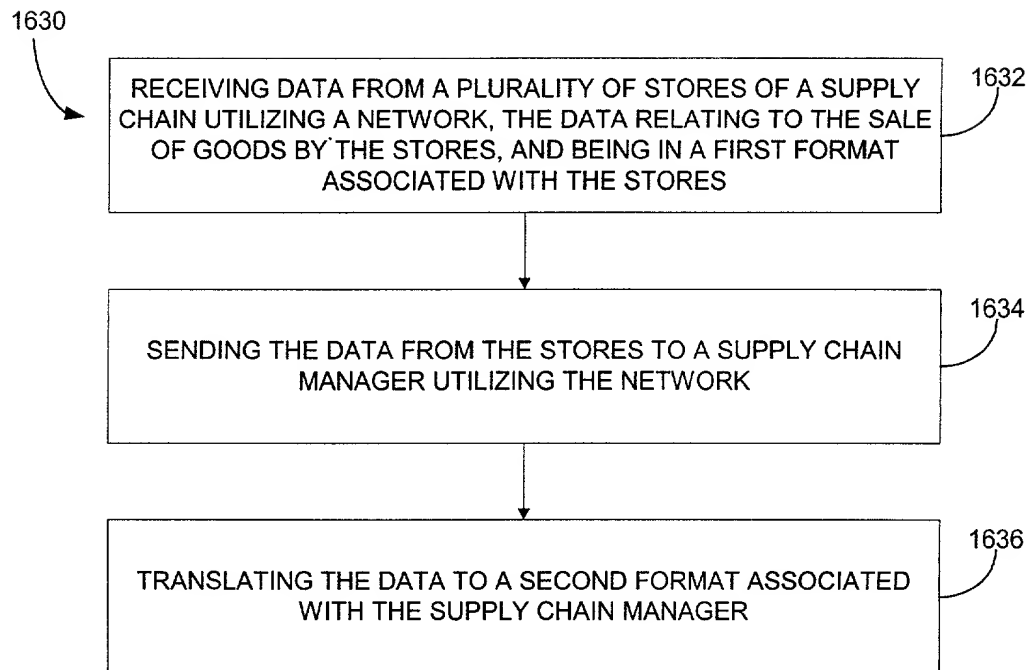 1630
1632
RECEIVING DATA FROM A PLURALITY OF STORES OF A SUPPLY
CHAIN UTILIZING A NETWORK, THE DATA RELATING TO THE SALE
OF GOODS BY THE STORES, AND BEING IN A FIRST FORMAT
ASSOCIATED WITH THE STORES
1634
SENDING THE DATA FROM THE STORES TO A SUPPLY CHAIN
MANAGER UTILIZING THE NETWORK
1636
TRANSLATING THE DATA TO A SECOND FORMAT ASSOCIATED
WITH THE SUPPLY CHAIN MANAGER